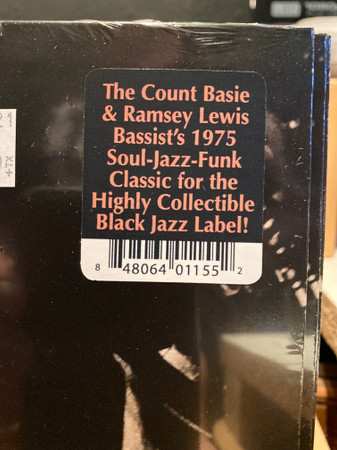 The Count Basie
& Ramsey Lewis
Bassist's 1975
Soul-Jazz-Funk
Classic for the
Highly Collectible
Black Jazz Label!
8 48064 01155 2